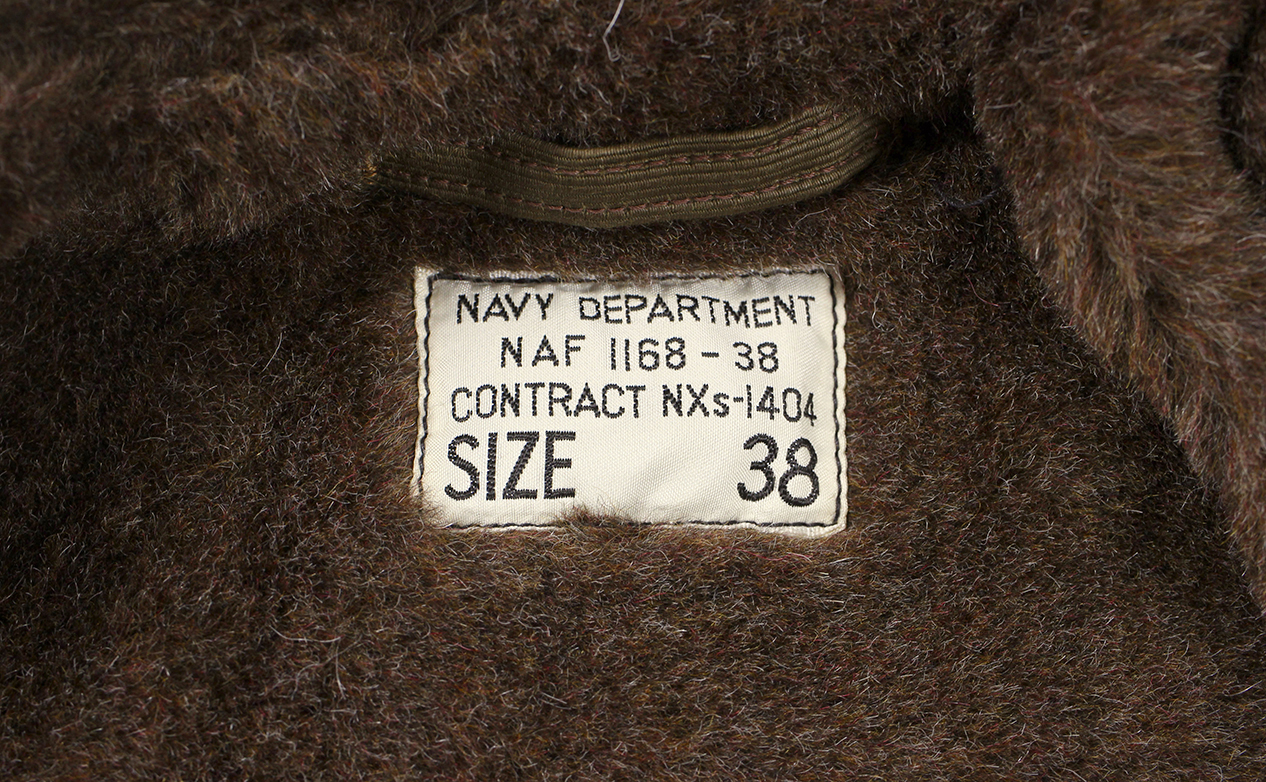 NAVY DEPARTMENT
NAF 1168-38
CONTRACT NXs-1404
SIZE 38